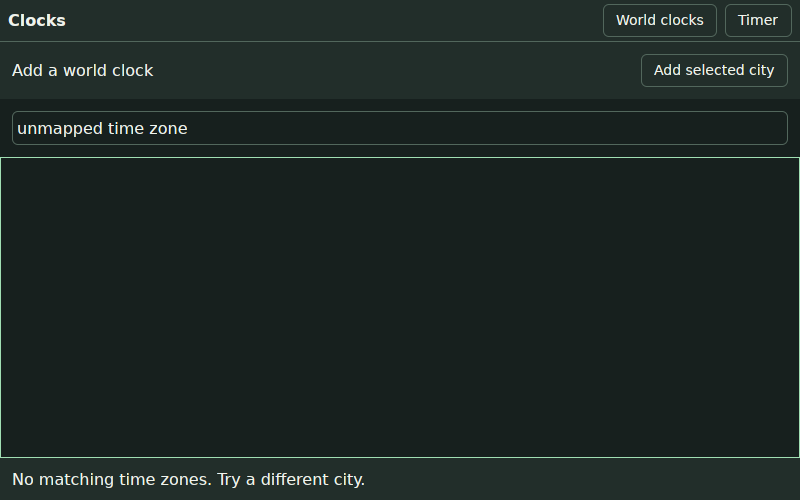 Clocks
World clocks
Timer
Add a world clock
Add selected city
unmapped time zone
No matching time zones. Try a different city.